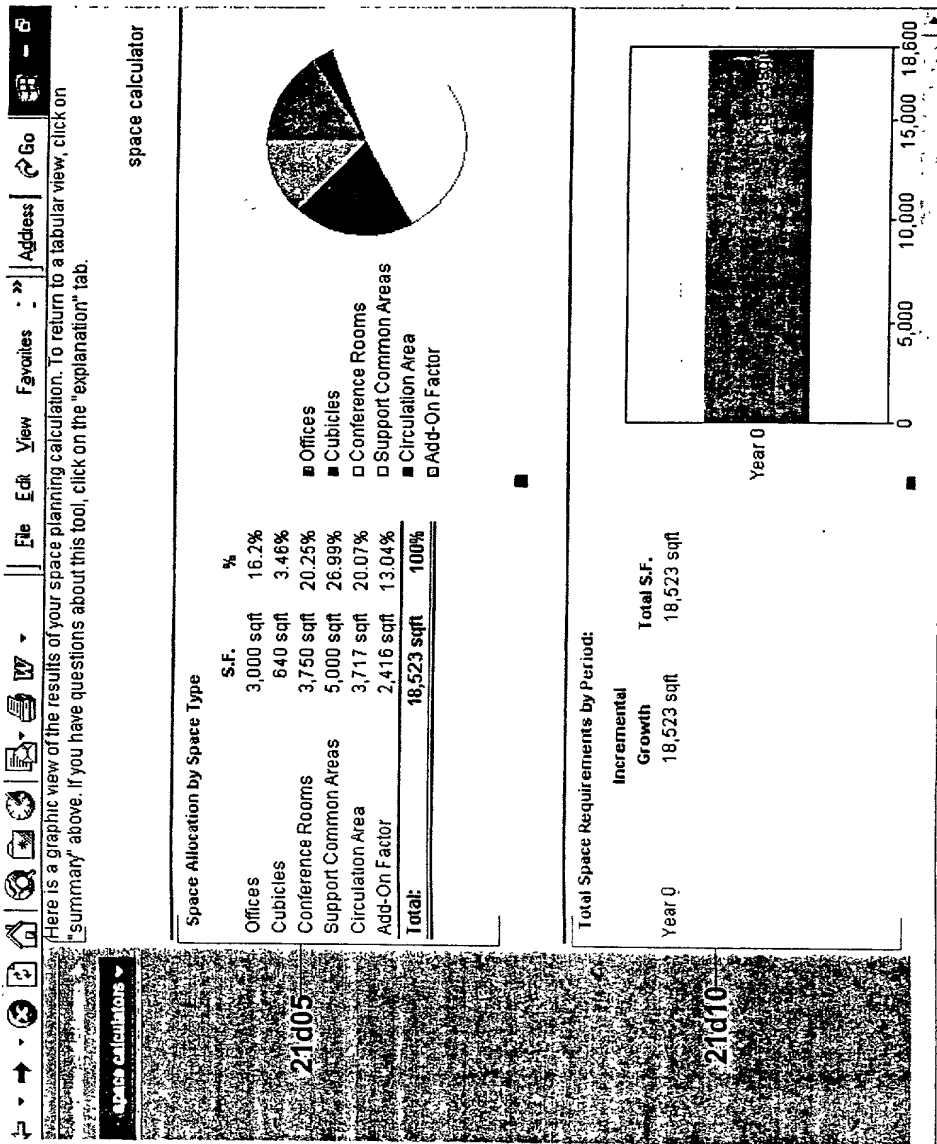 File Edit View Favorites » Address Go
Here is a graphic view of the results of your space planning calculation. To return to a tabular view, click on
"summary" above. If you have questions about this tool, click on the "explanation" tab.
space calculators
space calculator
Space Allocation by Space Type
S.F. %
Offices 3,000 sqft 16.2%
Cubicles 640 sqft 3.46%
Conference Rooms 3,750 sqft 20.25%
Support Common Areas 5,000 sqft 26.99%
Circulation Area 3,717 sqft 20.07%
Add-On Factor 2,416 sqft 13.04%
Total: 18,523 sqft 100%
Offices
Cubicles
Conference Rooms
Support Common Areas
Circulation Area
Add-On Factor
21d05
Total Space Requirements by Period:
Incremental
Growth Total S.F.
Year 0 18,523 sqft 18,523 sqft
Year 0
0 5,000 10,000 15,000 18,600
21d10